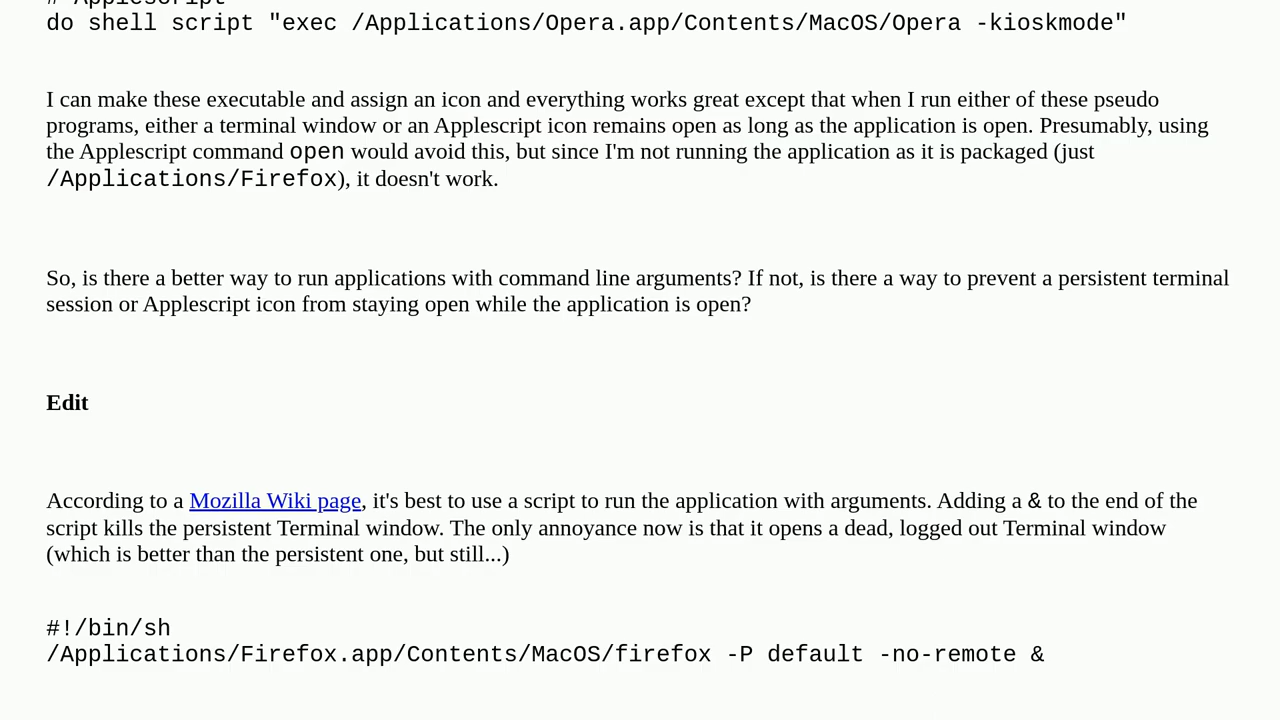 # Applescript
do shell script "exec /Applications/Opera.app/Contents/MacOS/Opera -kioskmode"
I can make these executable and assign an icon and everything works great except that when I run either of these pseudo
programs, either a terminal window or an Applescript icon remains open as long as the application is open. Presumably, using
the Applescript command open would avoid this, but since I'm not running the application as it is packaged (just
/Applications/Firefox), it doesn't work.
So, is there a better way to run applications with command line arguments? If not, is there a way to prevent a persistent terminal
session or Applescript icon from staying open while the application is open?
Edit
According to a Mozilla Wiki page, it's best to use a script to run the application with arguments. Adding a & to the end of the
script kills the persistent Terminal window. The only annoyance now is that it opens a dead, logged out Terminal window
(which is better than the persistent one, but still...)
#!/bin/sh
/Applications/Firefox.app/Contents/MacOS/firefox -P default -no-remote &